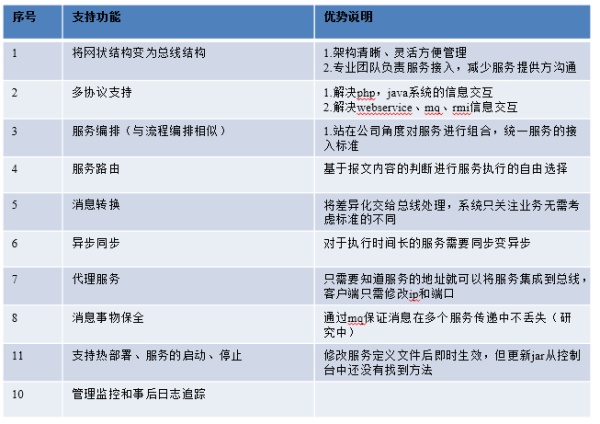 序号 支持功能 优势说明
1 将网状结构变为总线结构 1.架构清晰、灵活方便管理
2.专业团队负责服务接入，减少服务提供方沟通
2 多协议支持 1.解决php，java系统的信息交互
2.解决webservice、mq、rmi信息交互
3 服务编排（与流程编排相似） 1.站在公司角度对服务进行组合，统一服务的接
入标准
4 服务路由 基于报文内容的判断进行服务执行的自由选择
5 消息转换 将差异化交给总线处理，系统只关注业务无需考
虑标准的不同
6 异步同步 对于执行时间长的服务需要同步变异步
7 代理服务 只需要知道服务的地址就可以将服务集成到总线，
客户端只需修改ip和端口
8 消息事物保全 通过mq保证消息在多个服务传递中不丢失（研
究中）
11 支持热部署、服务的启动、停止 修改服务定义文件后即时生效，但更新jar从控制
台中还没有找到方法
10 管理监控和事后日志追踪